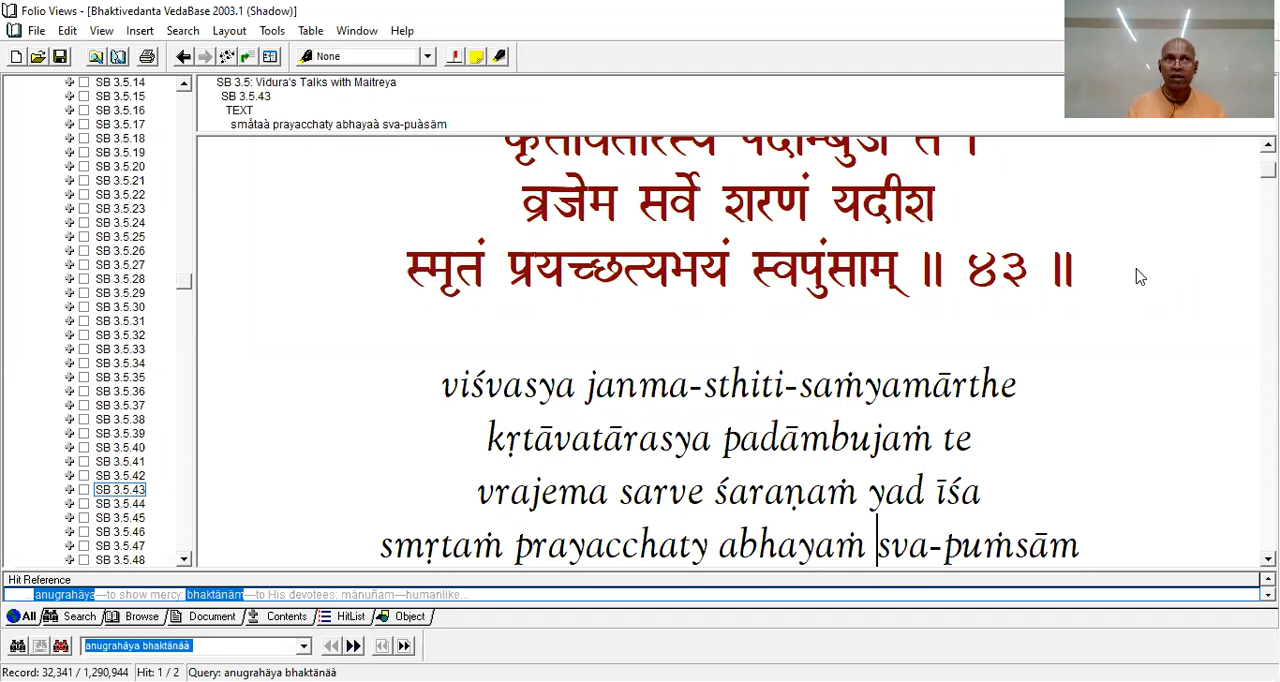 Folio Views - [Bhaktivedanta VedaBase 2003.1 (Shadow)]
File Edit View Insert Search Layout Tools Table Window Help
None
SB 3.5.14
SB 3.5.15
SB 3.5.16
SB 3.5.17
SB 3.5.18
SB 3.5.19
SB 3.5.20
SB 3.5.21
SB 3.5.22
SB 3.5.23
SB 3.5.24
SB 3.5.25
SB 3.5.26
SB 3.5.27
SB 3.5.28
SB 3.5.29
SB 3.5.30
SB 3.5.31
SB 3.5.32
SB 3.5.33
SB 3.5.34
SB 3.5.35
SB 3.5.36
SB 3.5.37
SB 3.5.38
SB 3.5.39
SB 3.5.40
SB 3.5.41
SB 3.5.42
SB 3.5.43
SB 3.5.44
SB 3.5.45
SB 3.5.46
SB 3.5.47
SB 3.5.48
SB 3.5: Vidura's Talks with Maitreya
SB 3.5.43
TEXT
småtaà prayacchaty abhayaà sva-puàsäm
कृतावतारस्य पदाम्बुजं ते ।
व्रजेम सर्वे शरणं यदीश
स्मृतं प्रयच्छत्यभयं स्वपुंसाम् ॥ ४३ ॥
viśvasya janma-sthiti-saṁyamārthe
kṛtāvatārasya padāmbujaṁ te
vrajema sarve śaraṇaṁ yad īśa
smṛtaṁ prayacchaty abhayaṁ sva-puṁsām
Hit Reference
...anugrahäya—to show mercy; bhaktänäm—to His devotees; mänuñam—humanlike...
All Search Browse Document Contents HitList Object
anugrahäya bhaktänäà
Record: 32,341 / 1,290,944 Hit: 1 / 2 Query: anugrahäya bhaktänäà